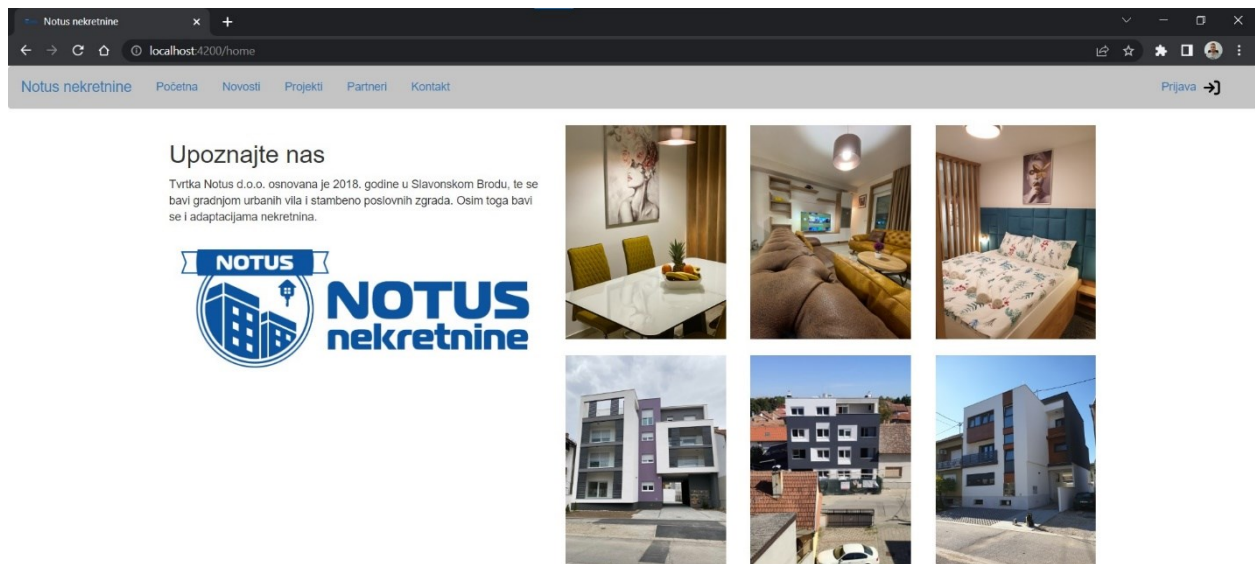 Notus nekretnine
localhost:4200/home
Notus nekretnine Početna Novosti Projekti Partneri Kontakt Prijava
Upoznajte nas
Tvrtka Notus d.o.o. osnovana je 2018. godine u Slavonskom Brodu, te se
bavi gradnjom urbanih vila i stambeno poslovnih zgrada. Osim toga bavi
se i adaptacijama nekretnina.
NOTUS
NOTUS
nekretnine